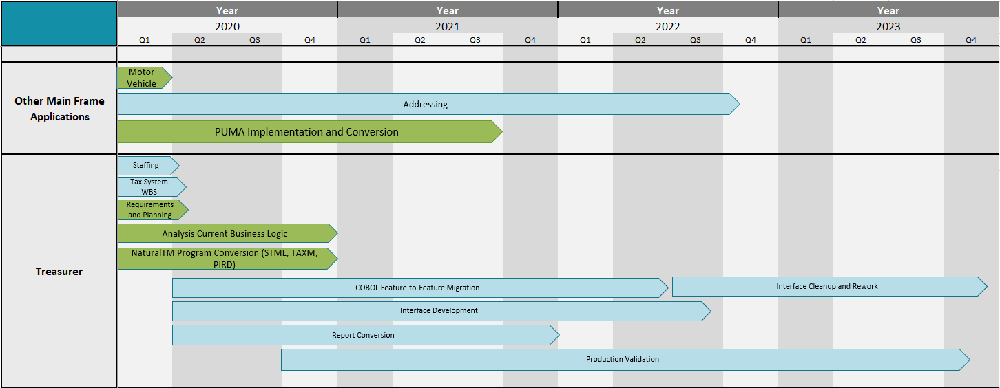 Year Year Year Year
2020 2021 2022 2023
Q1 Q2 Q3 Q4 Q1 Q2 Q3 Q4 Q1 Q2 Q3 Q4 Q1 Q2 Q3 Q4
Other Main Frame
Applications
Motor
Vehicle
Addressing
PUMA Implementation and Conversion
Treasurer
Staffing
Tax System
WBS
Requirements
and Planning
Analysis Current Business Logic
NaturalTM Program Conversion (STML, TAXM,
PIRD)
COBOL Feature-to-Feature Migration
Interface Cleanup and Rework
Interface Development
Report Conversion
Production Validation